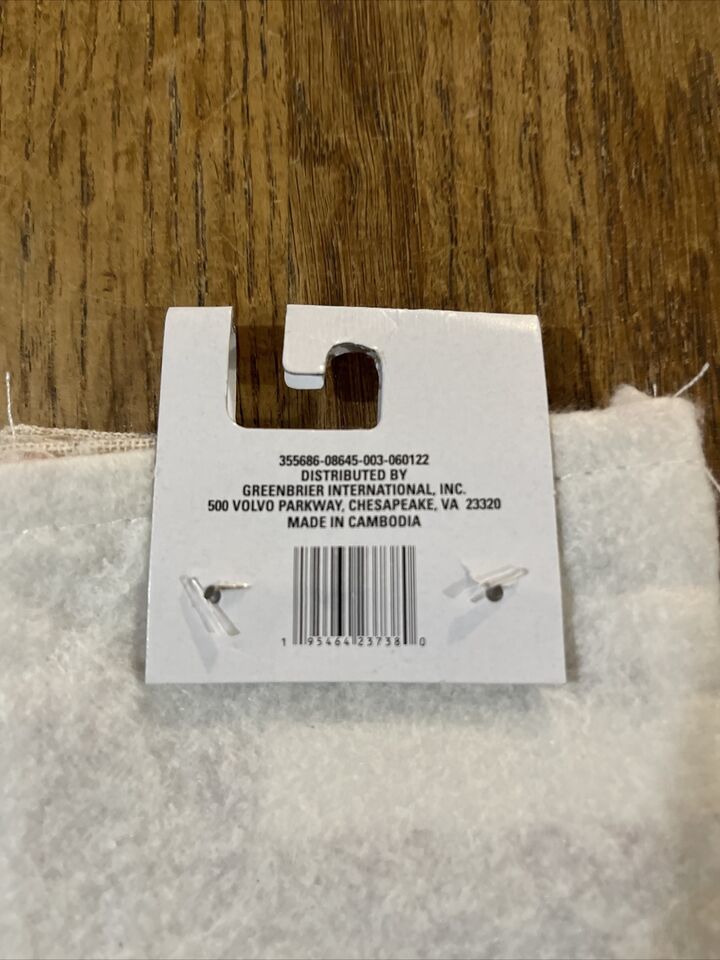 355686-08645-003-060122
DISTRIBUTED BY
GREENBRIER INTERNATIONAL, INC.
500 VOLVO PARKWAY, CHESAPEAKE, VA 23320
MADE IN CAMBODIA
1 95464 23738 0